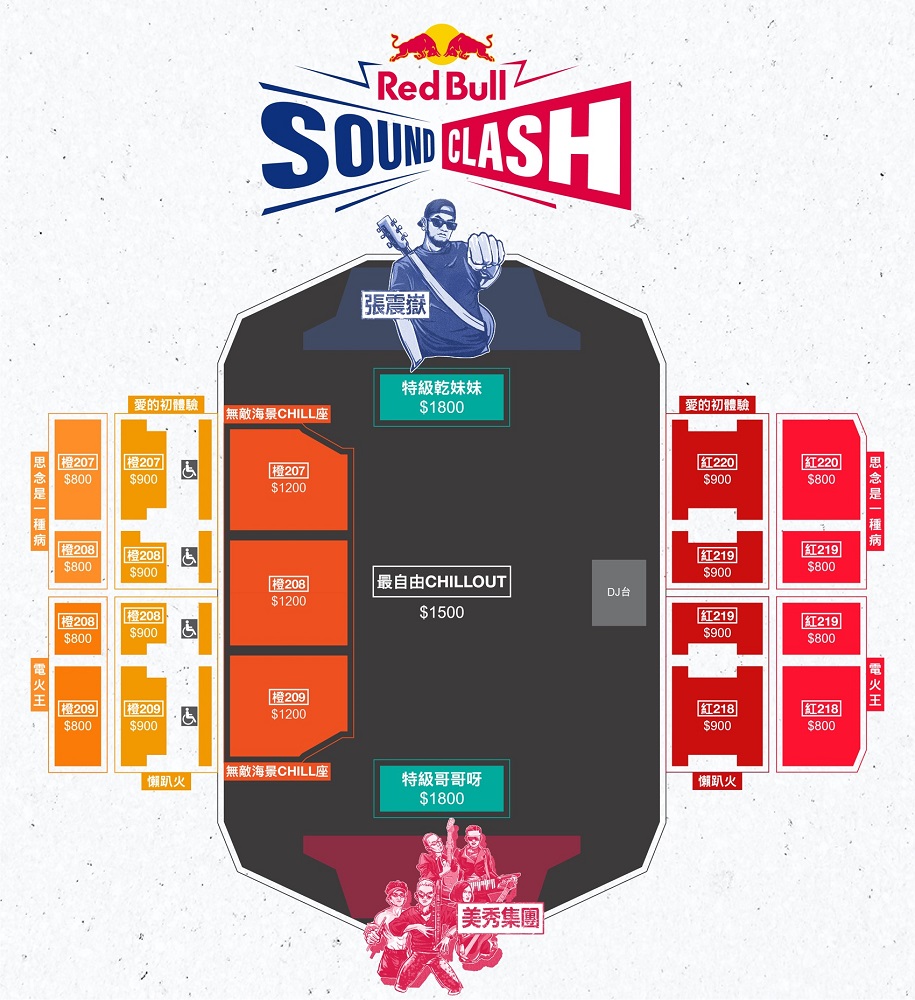 Red Bull
SOUND CLASH
張震嶽
特級乾妹妹
$1800
愛的初體驗
無敵海景CHILL座
愛的初體驗
思念是一種病
橙207
$800
橙207
$900
橙207
$1200
紅220
$900
紅220
$800
思念是一種病
橙208
$800
橙208
$900
橙208
$1200
最自由CHILLOUT
$1500
DJ台
紅219
$900
紅219
$800
橙208
$800
橙208
$900
紅219
$900
紅219
$800
電火王
橙209
$800
橙209
$900
橙209
$1200
紅218
$900
紅218
$800
電火王
懶趴火
無敵海景CHILL座
特級哥哥呀
$1800
懶趴火
美秀集團